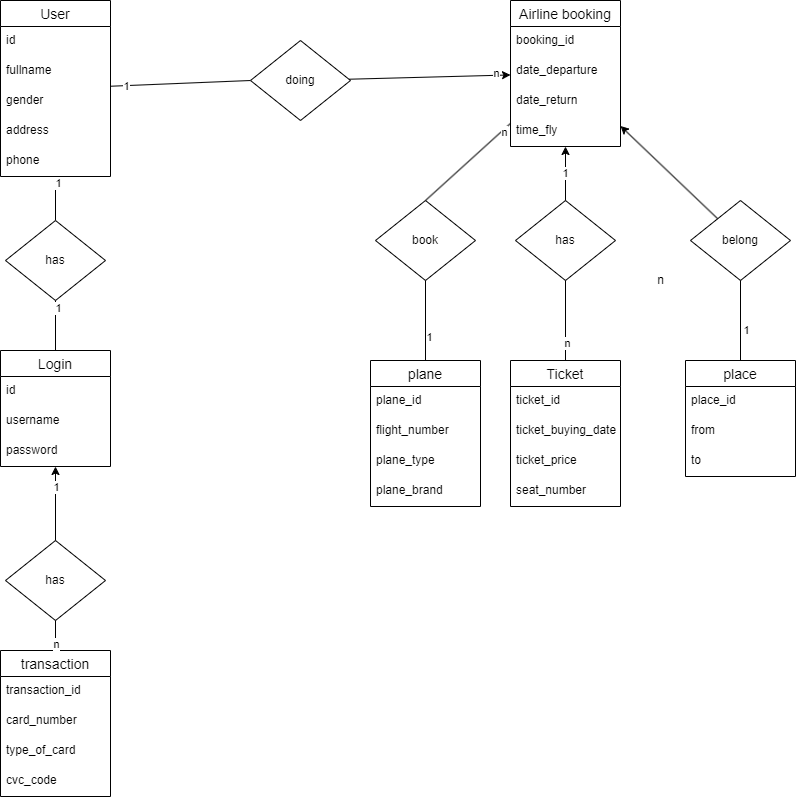 User
id
fullname
gender
address
phone
1
doing
n
Airline booking
booking_id
date_departure
date_return
time_fly
1
has
1
n
book
1
1
has
n
belong
n
1
Login
id
username
password
1
has
n
plane
plane_id
flight_number
plane_type
plane_brand
Ticket
ticket_id
ticket_buying_date
ticket_price
seat_number
place
place_id
from
to
transaction
transaction_id
card_number
type_of_card
cvc_code